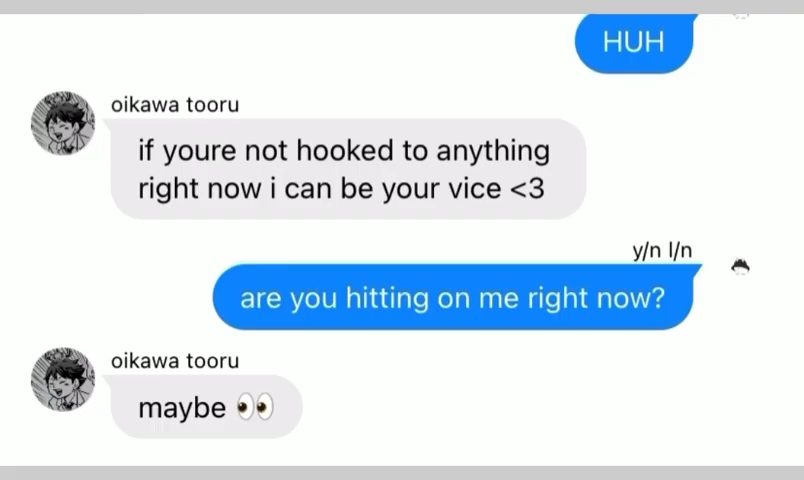 HUH
oikawa tooru
if youre not hooked to anything
right now i can be your vice <3
y/n l/n
are you hitting on me right now?
oikawa tooru
maybe 👀